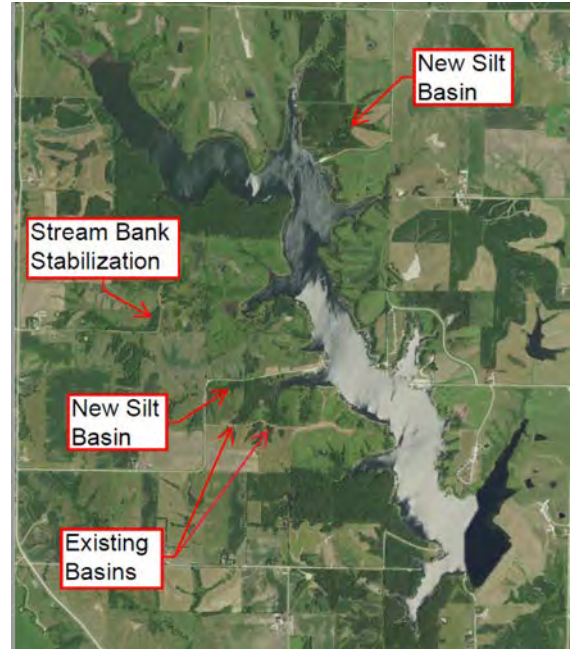 New Silt
Basin
Stream Bank
Stabilization
New Silt
Basin
Existing
Basins